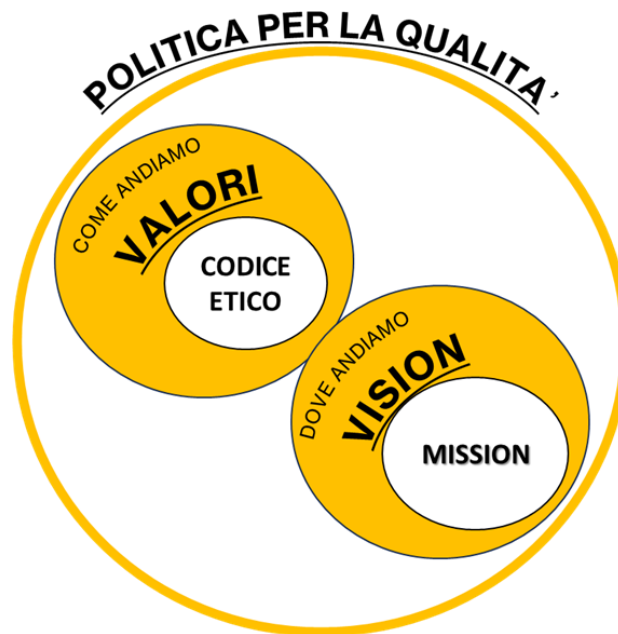 POLITICA PER LA QUALITA’
COME ANDIAMO
VALORI
CODICE
ETICO
DOVE ANDIAMO
VISION
MISSION